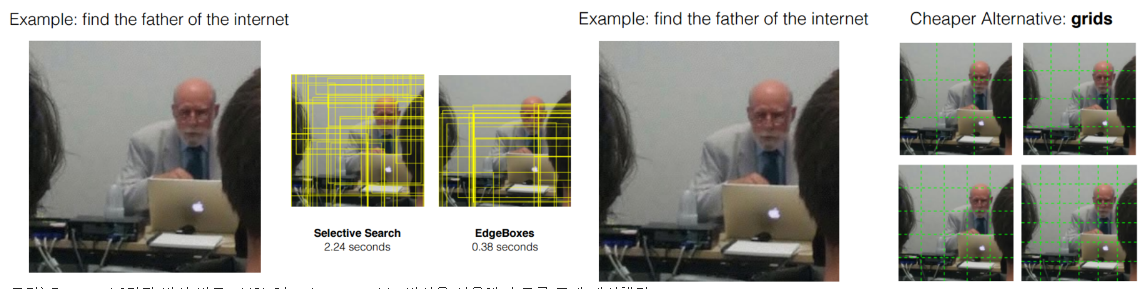 Example: find the father of the internet
Selective Search
2.24 seconds
EdgeBoxes
0.38 seconds
Example: find the father of the internet
Cheaper Alternative: grids